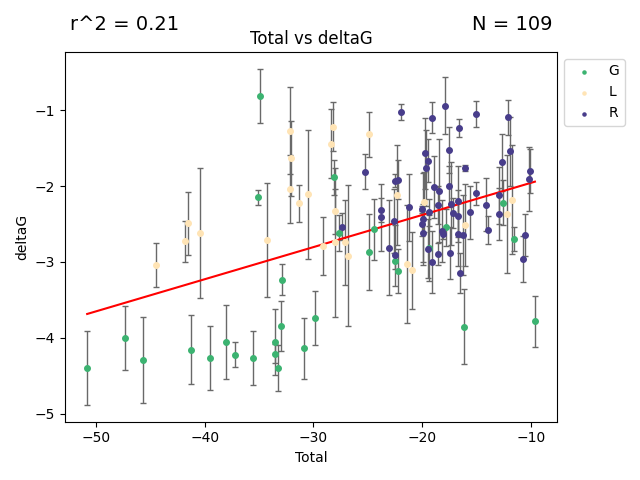 r^2 = 0.21
N = 109
Total vs deltaG
G
L
R
deltaG
−1
−2
−3
−4
−5
−50
−40
−30
−20
−10
Total